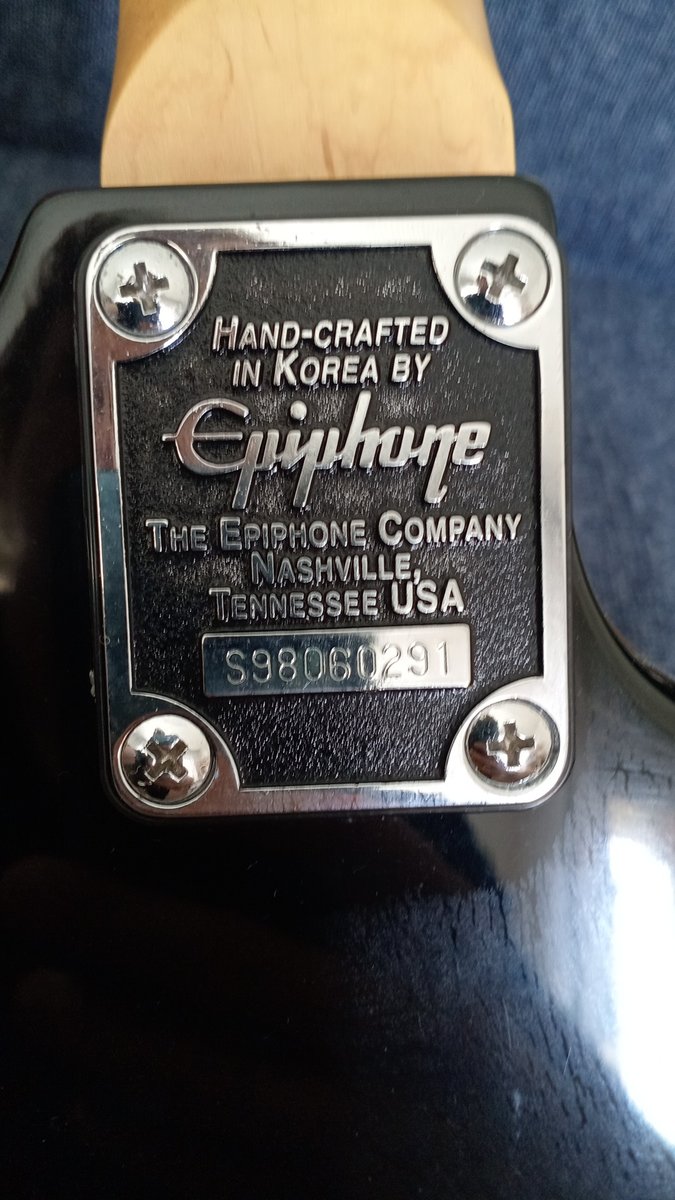 HAND-CRAFTED
IN KOREA BY
Epiphone
THE EPIPHONE COMPANY
NASHVILLE,
TENNESSEE USA
S98060291